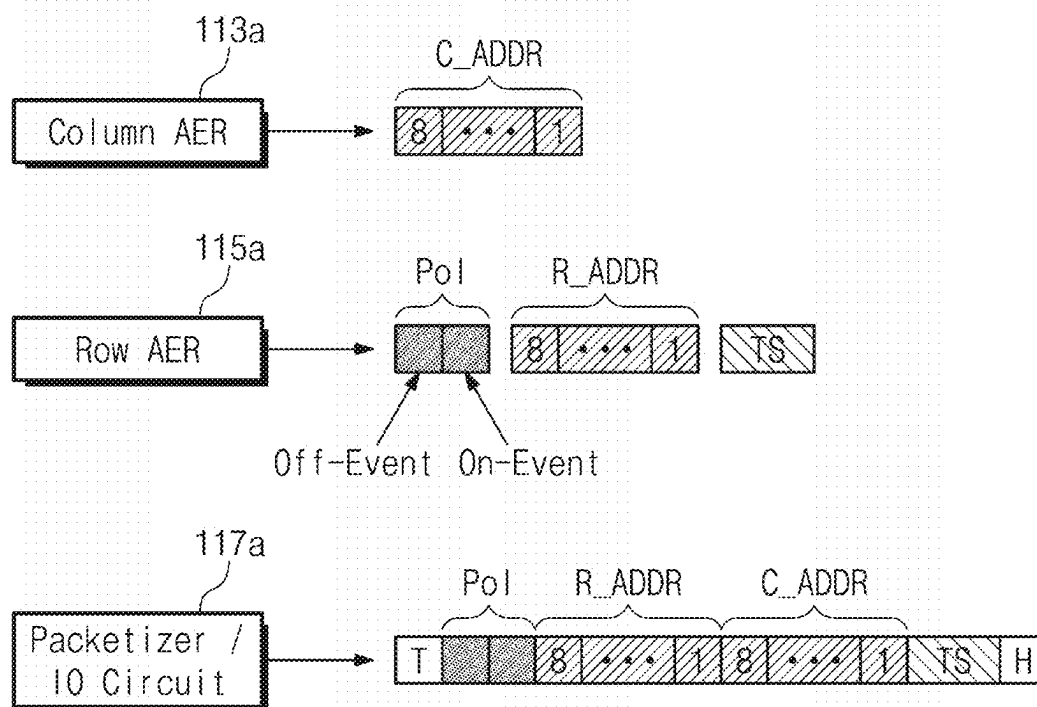 113a
C_ADDR
Column AER
8 ••• 1
115a
Pol R_ADDR
Row AER
8 ••• 1 TS
Off-Event On-Event
117a
Pol R_ADDR C_ADDR
Packetizer /
IO Circuit
T 8 ••• 1 8 ••• 1 TS H